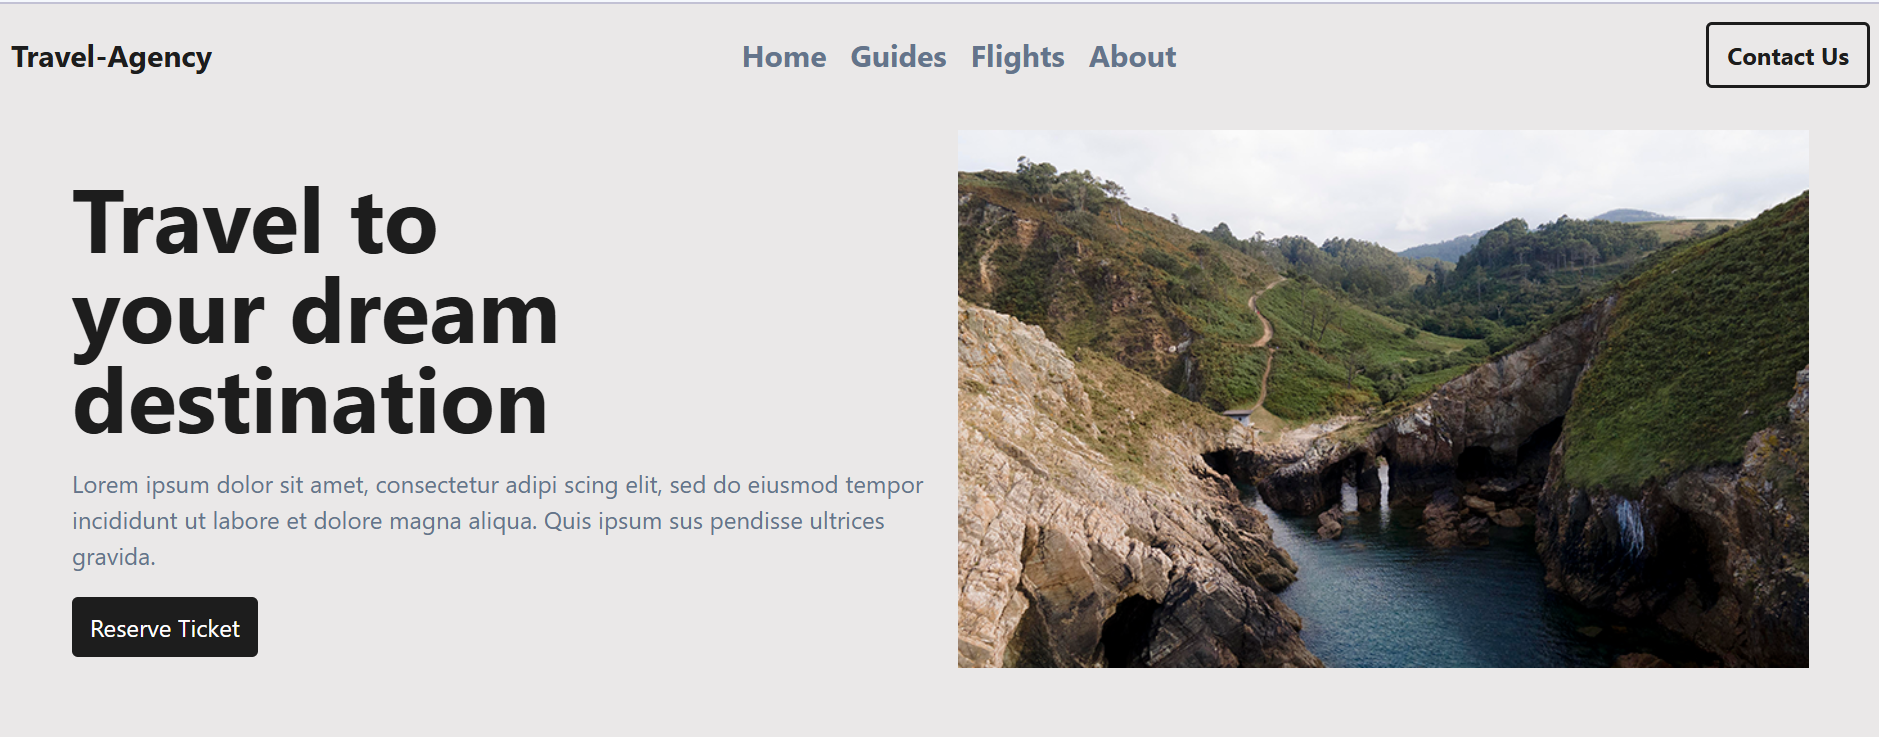 Travel-Agency
Home Guides Flights About
Contact Us
Travel to
your dream
destination
Lorem ipsum dolor sit amet, consectetur adipi scing elit, sed do eiusmod tempor
incididunt ut labore et dolore magna aliqua. Quis ipsum sus pendisse ultrices
gravida.
Reserve Ticket